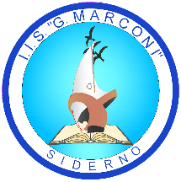 I.I.S. "G. MARCONI"
SIDERNO